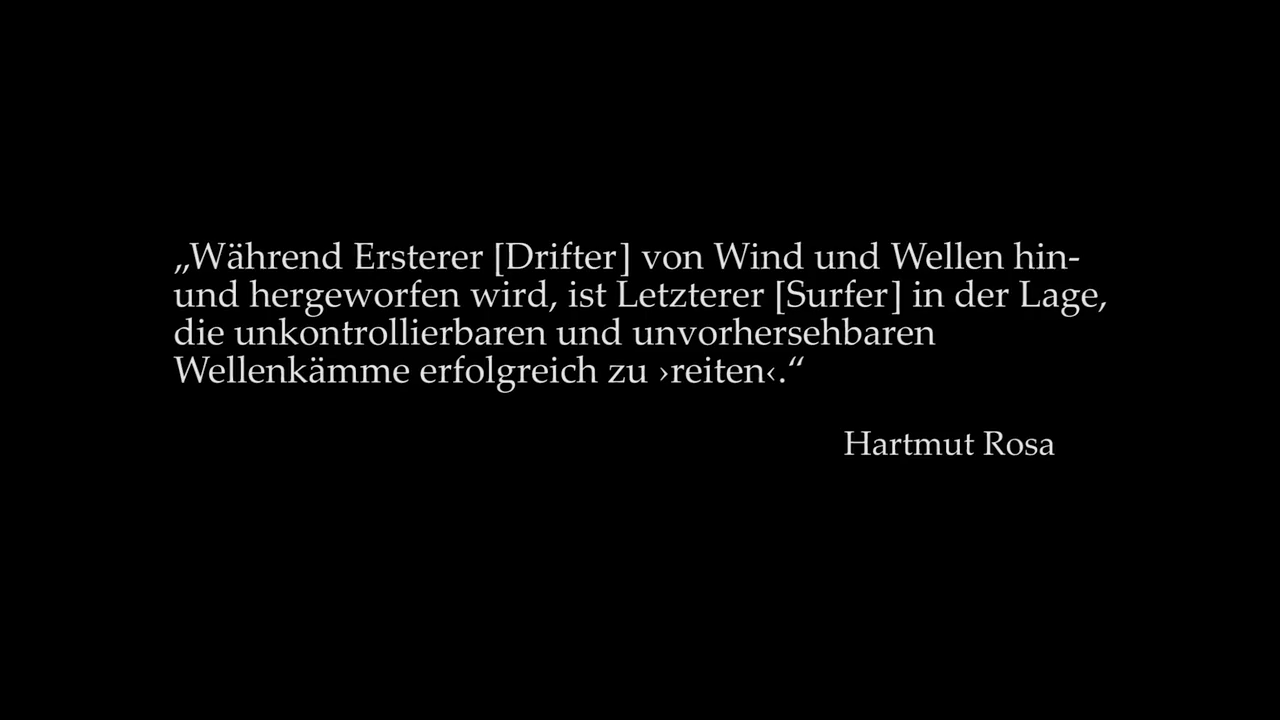 „Während Ersterer [Drifter] von Wind und Wellen hin-
und hergeworfen wird, ist Letzterer [Surfer] in der Lage,
die unkontrollierbaren und unvorhersehbaren
Wellenkämme erfolgreich zu ›reiten‹.“
Hartmut Rosa